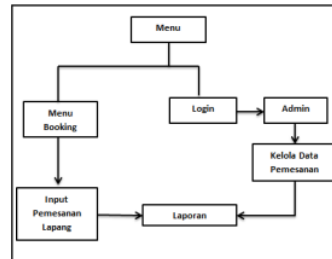 Menu
Menu
Booking
Login
Admin
Kelola Data
Pemesanan
Input
Pemesanan
Lapang
Laporan